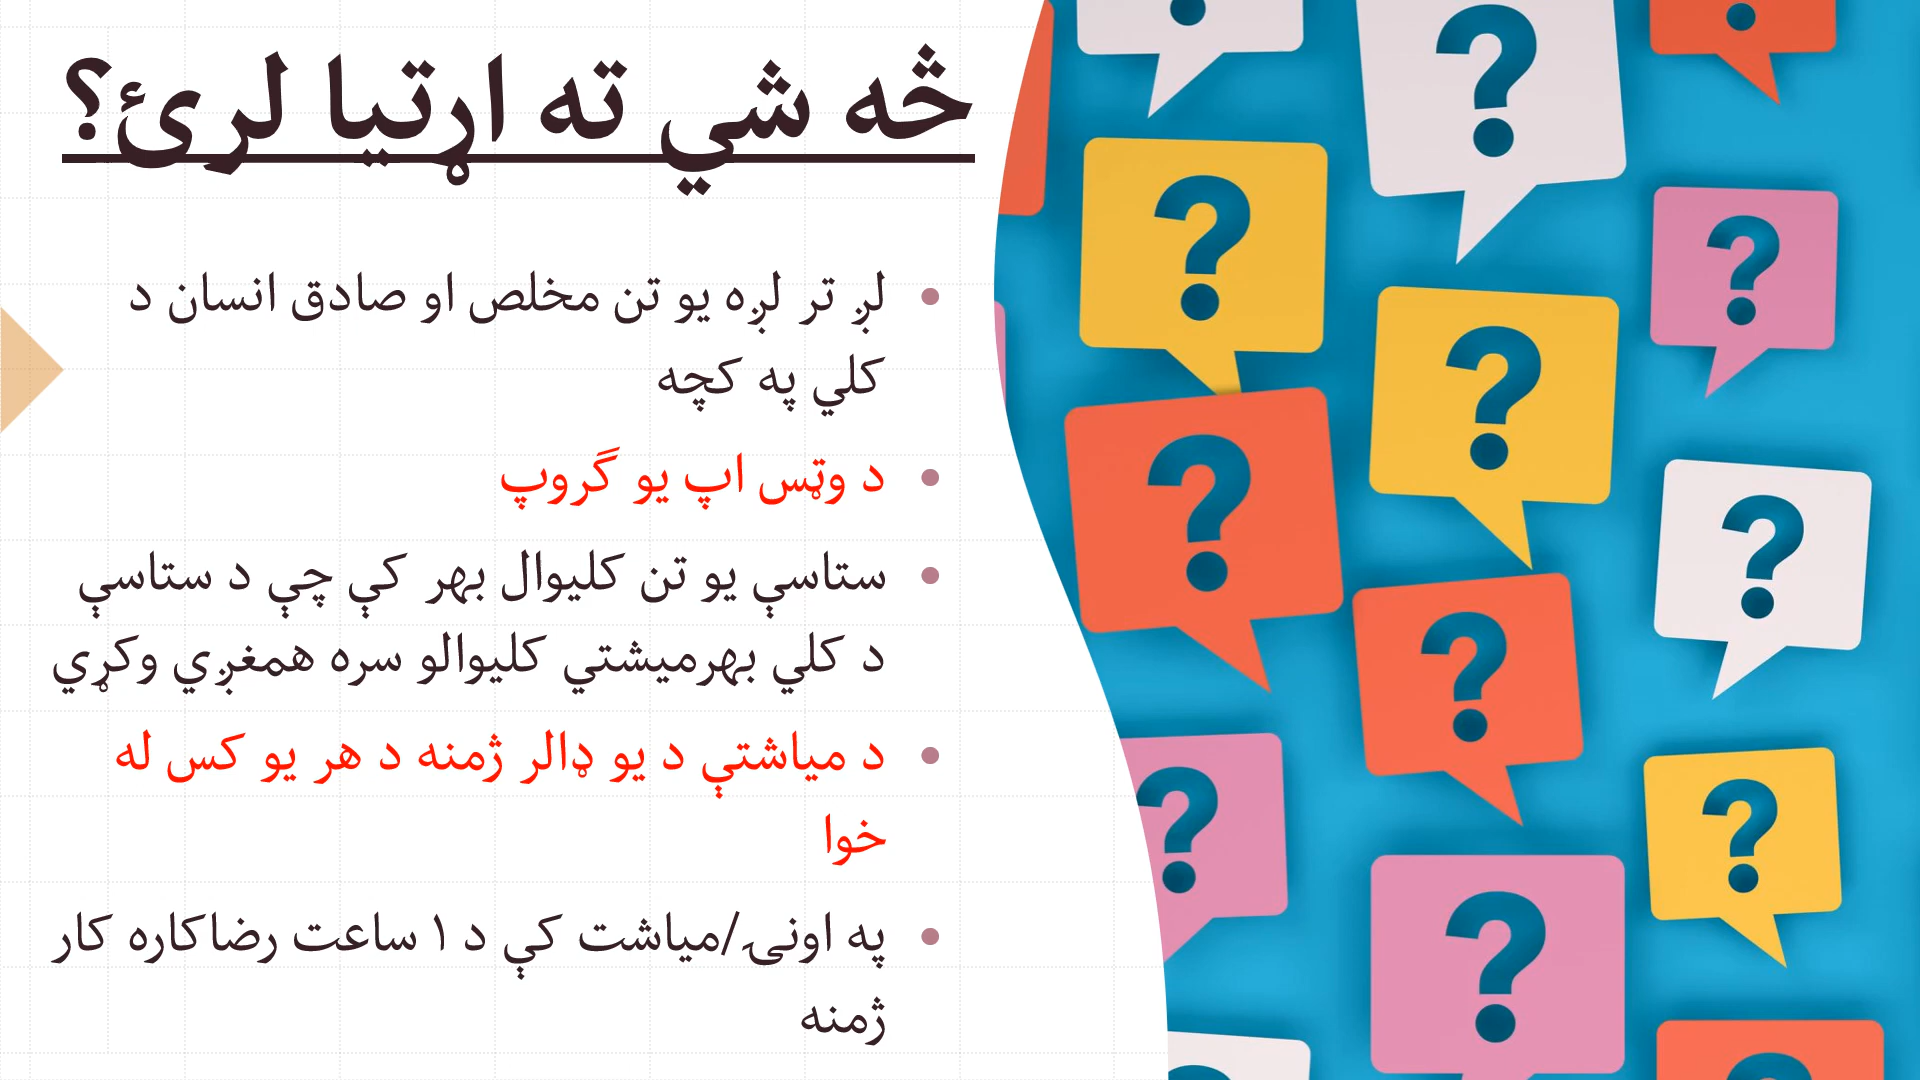 څه شي ته اړتیا لرئ؟
لږ تر لږه یو تن مخلص او صادق انسان د
کلي په کچه
د وټس اپ یو گروپ
ستاسې یو تن کلیوال بهر کې چې د ستاسې
د کلي بهرمیشتي کلیوالو سره همغږي وکړي
د میاشتې د یو ډالر ژمنه د هر یو کس له
خوا
په اونۍ/میاشت کې د ۱ ساعت رضاکاره کار
ژمنه